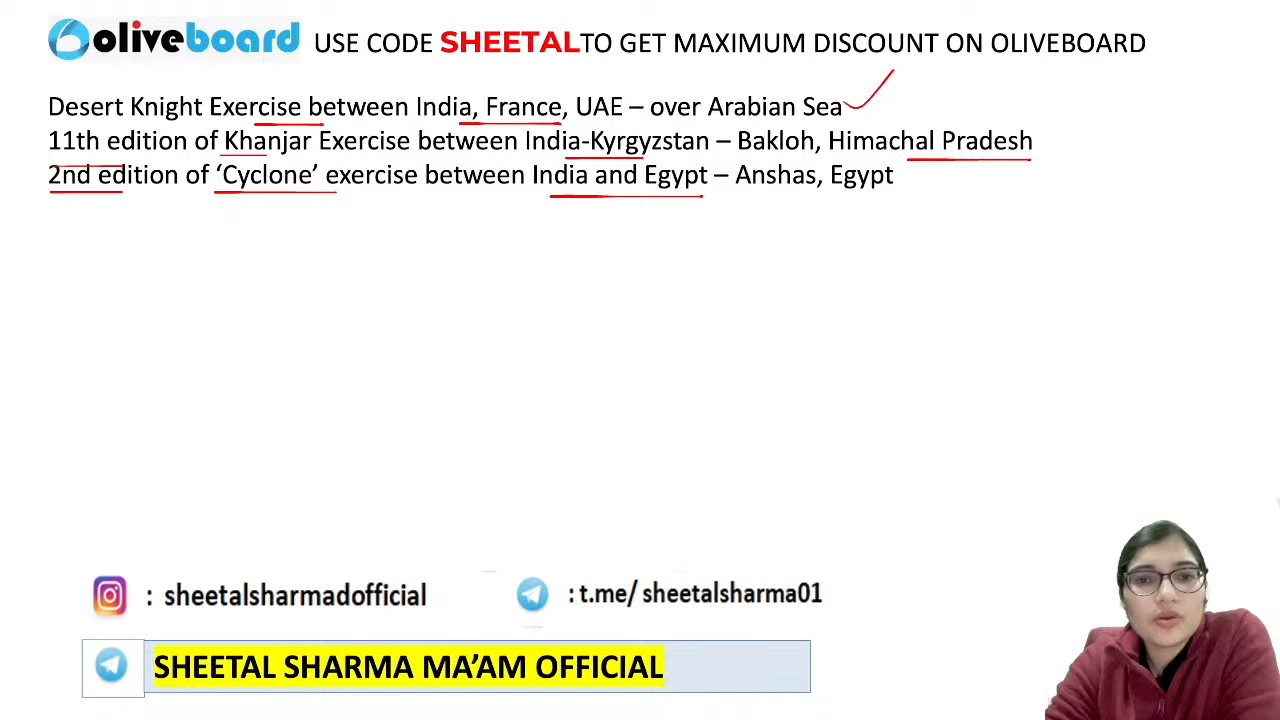 oliveboard USE CODE SHEETAL TO GET MAXIMUM DISCOUNT ON OLIVEBOARD
Desert Knight Exercise between India, France, UAE – over Arabian Sea
11th edition of Khanjar Exercise between India-Kyrgyzstan – Bakloh, Himachal Pradesh
2nd edition of ‘Cyclone’ exercise between India and Egypt – Anshas, Egypt
: sheetalsharmadofficial
: t.me/ sheetalsharma01
SHEETAL SHARMA MA’AM OFFICIAL